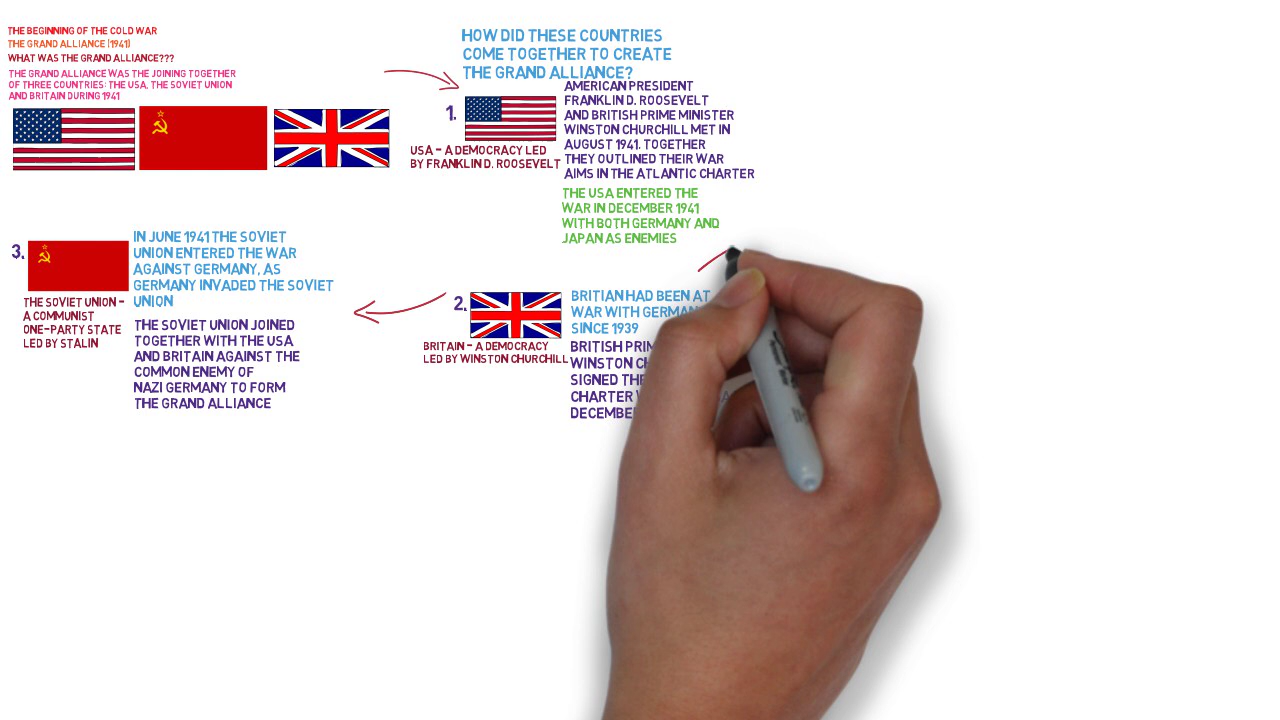 THE BEGINNING OF THE COLD WAR
THE GRAND ALLIANCE (1941)
WHAT WAS THE GRAND ALLIANCE???
THE GRAND ALLIANCE WAS THE JOINING TOGETHER
OF THREE COUNTRIES: THE USA, THE SOVIET UNION
AND BRITAIN DURING 1941
HOW DID THESE COUNTRIES
COME TOGETHER TO CREATE
THE GRAND ALLIANCE?
1.
USA - A DEMOCRACY LED
BY FRANKLIN D. ROOSEVELT
AMERICAN PRESIDENT
FRANKLIN D. ROOSEVELT
AND BRITISH PRIME MINISTER
WINSTON CHURCHILL MET IN
AUGUST 1941. TOGETHER
THEY OUTLINED THEIR WAR
AIMS IN THE ATLANTIC CHARTER
THE USA ENTERED THE
WAR IN DECEMBER 1941
WITH BOTH GERMANY AND
JAPAN AS ENEMIES
2.
BRITAIN - A DEMOCRACY
LED BY WINSTON CHURCHILL
BRITIAN HAD BEEN AT
WAR WITH
SINCE 1939
BRITISH
WINSTON
SIGNED
CHARTER
3.
THE SOVIET UNION -
A COMMUNIST
ONE-PARTY STATE
LED BY STALIN
IN JUNE 1941 THE SOVIET
UNION ENTERED THE WAR
AGAINST GERMANY, AS
GERMANY INVADED THE SOVIET
UNION
THE SOVIET UNION JOINED
TOGETHER WITH THE USA
AND BRITAIN AGAINST THE
COMMON ENEMY OF
NAZI GERMANY TO FORM
THE GRAND ALLIANCE